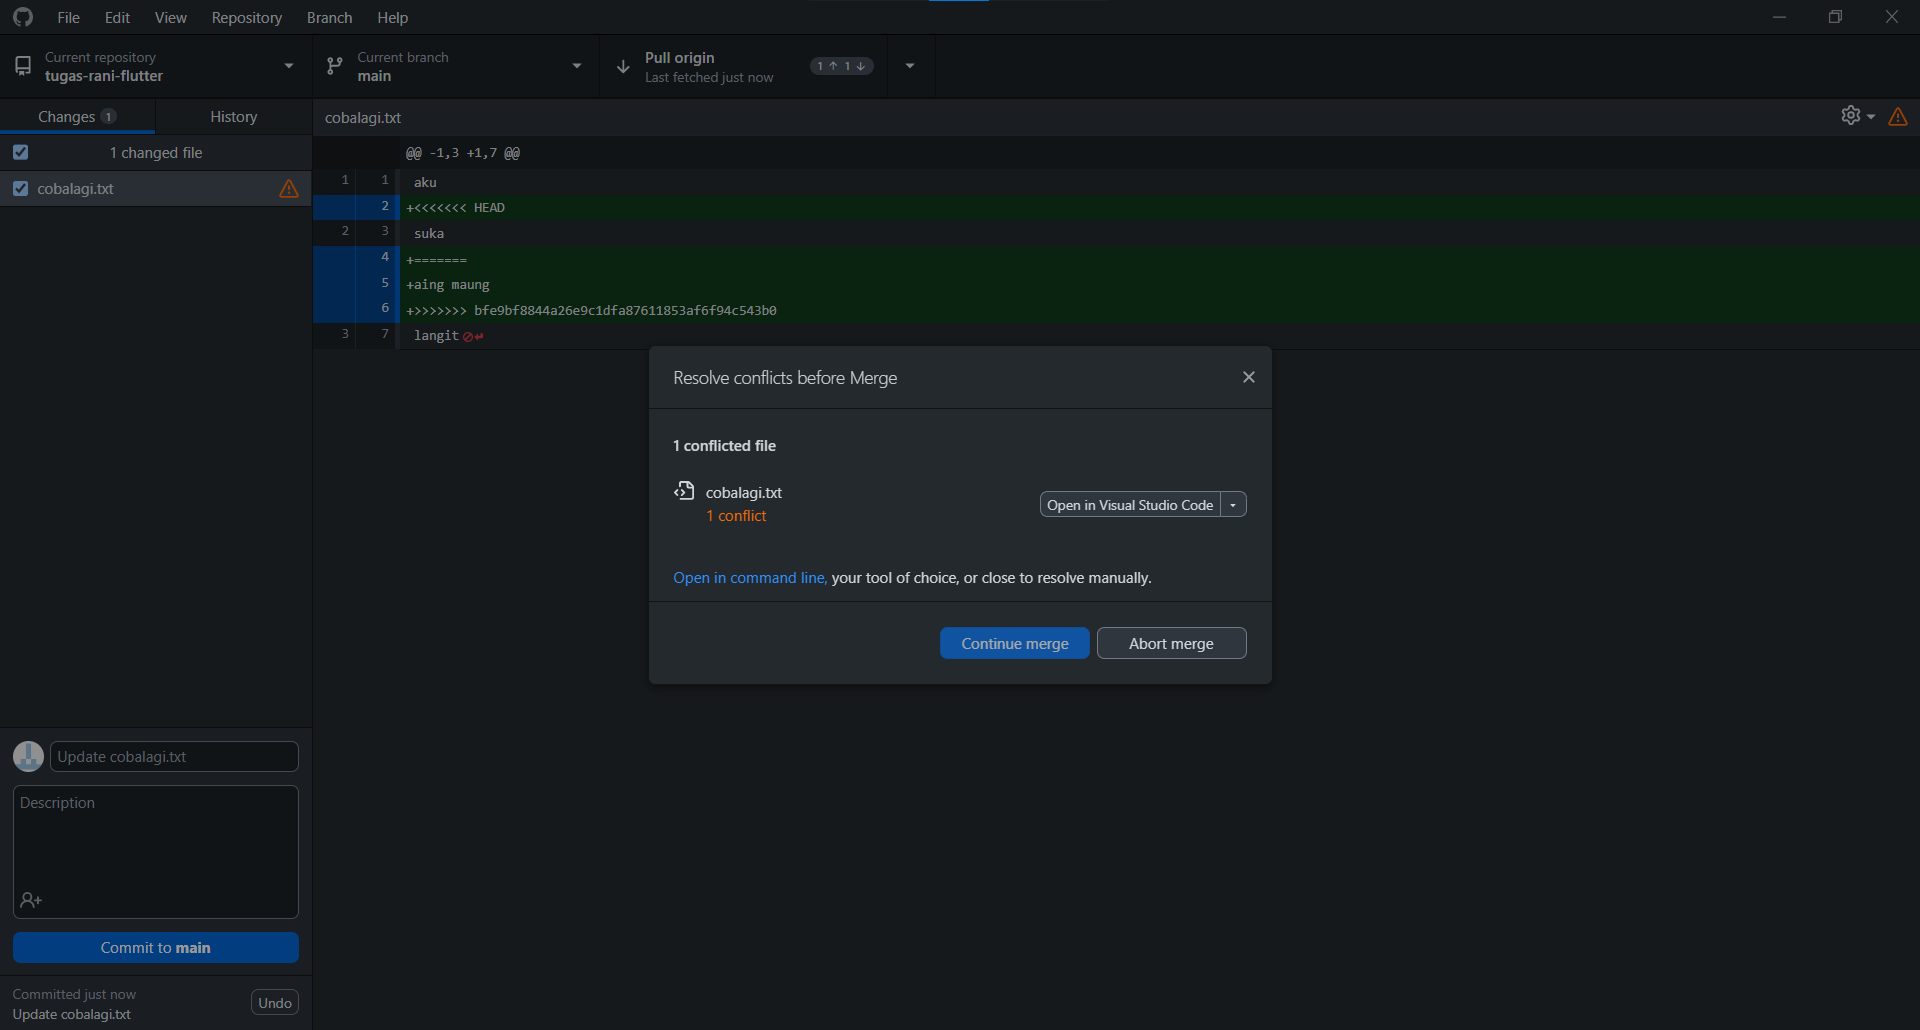 File Edit View Repository Branch Help
Current repository
tugas-rani-flutter
Current branch
main
Pull origin
Last fetched just now
1 ↑ 1 ↓
Changes 1
History
1 changed file
cobalagi.txt
cobalagi.txt
@@ -1,3 +1,7 @@
1 1 aku
2 +<<<<<<< HEAD
2 3 suka
4 +=======
5 +aing maung
6 +>>>>>>> bfe9bf8844a26e9c1dfa87611853af6f94c543b0
3 7 langit
Resolve conflicts before Merge
1 conflicted file
cobalagi.txt
1 conflict
Open in Visual Studio Code
Open in command line, your tool of choice, or close to resolve manually.
Continue merge
Abort merge
Update cobalagi.txt
Description
Commit to main
Committed just now
Update cobalagi.txt
Undo